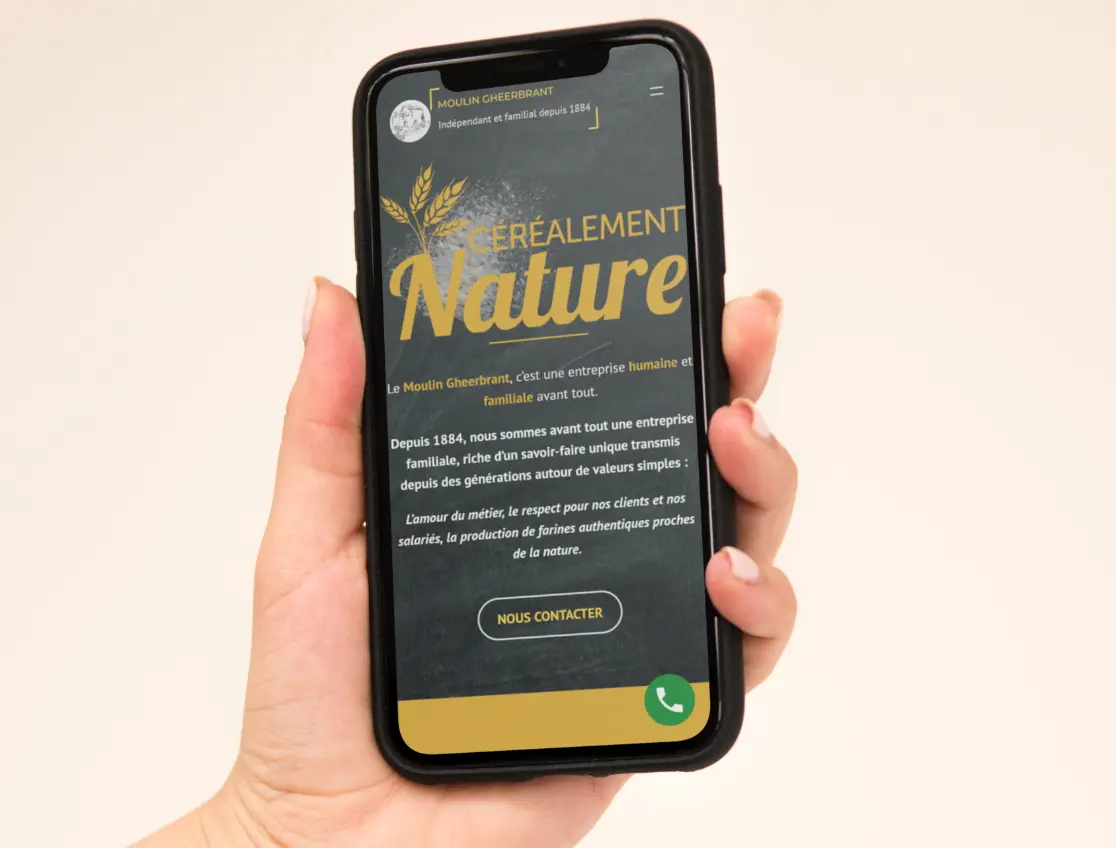 MOULIN GHEERBRANT
Indépendant et familial depuis 1884
CÉRÉALEMENT
Nature
Le Moulin Gheerbrant, c'est une entreprise humaine et
familiale avant tout.
Depuis 1884, nous sommes avant tout une entreprise
familiale, riche d'un savoir-faire unique transmis
depuis des générations autour de valeurs simples :
L'amour du métier, le respect pour nos clients et nos
salariés, la production de farines authentiques proches
de la nature.
NOUS CONTACTER